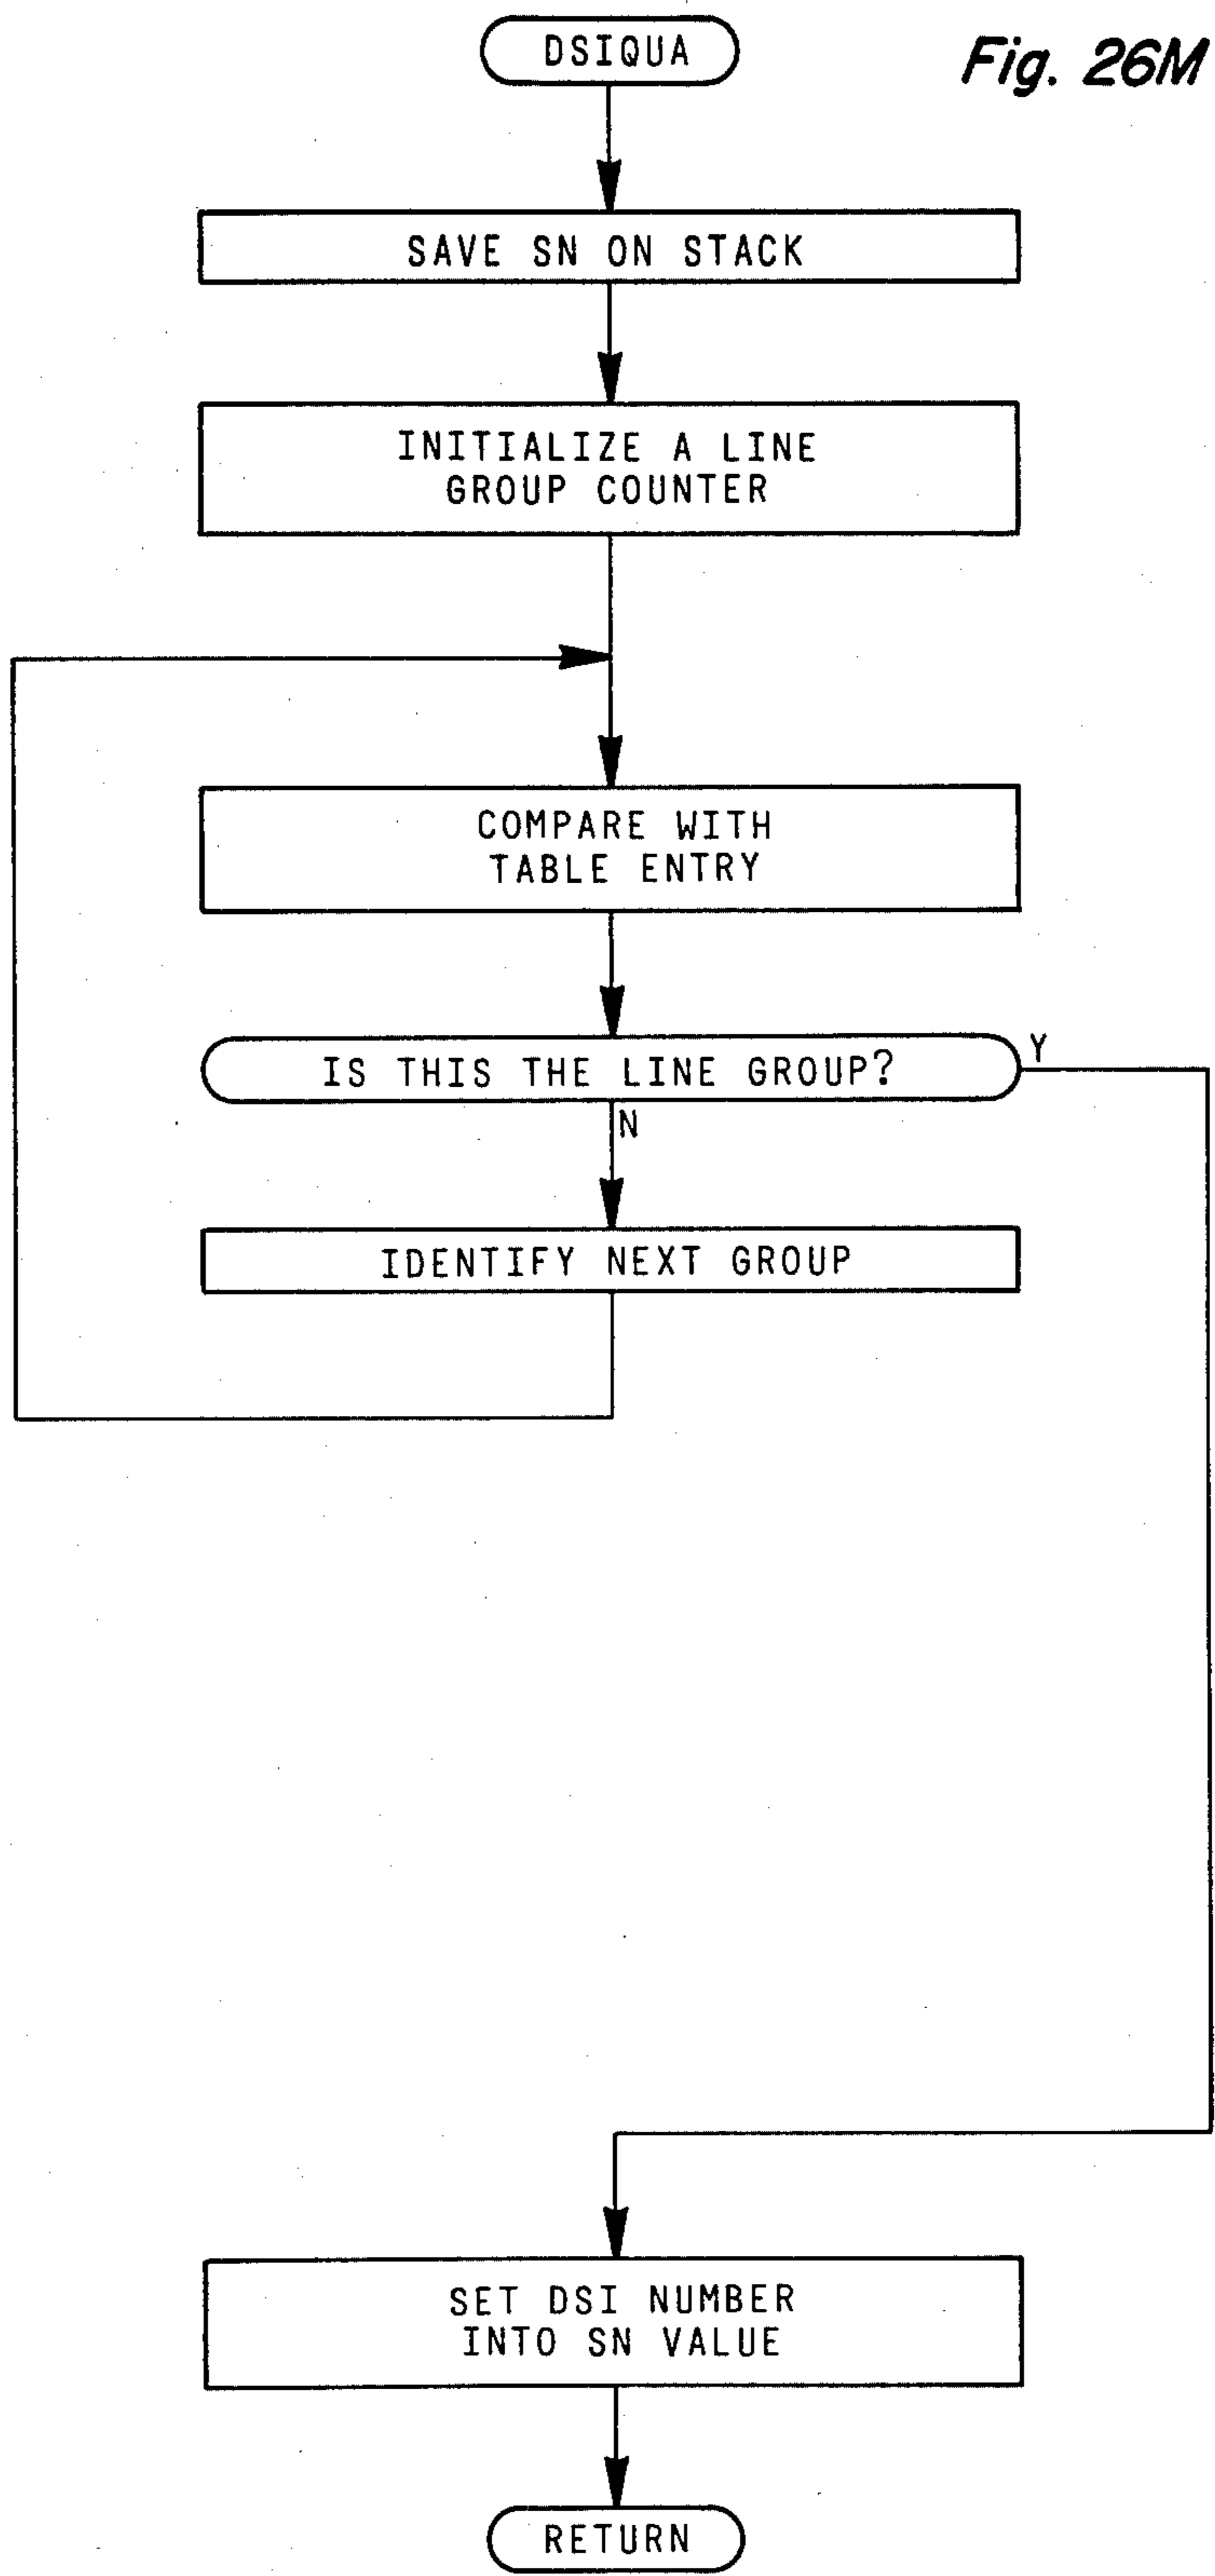 DSIQUA
Fig. 26M
SAVE SN ON STACK
INITIALIZE A LINE
GROUP COUNTER
COMPARE WITH
TABLE ENTRY
IS THIS THE LINE GROUP?
Y
N
IDENTIFY NEXT GROUP
SET DSI NUMBER
INTO SN VALUE
RETURN